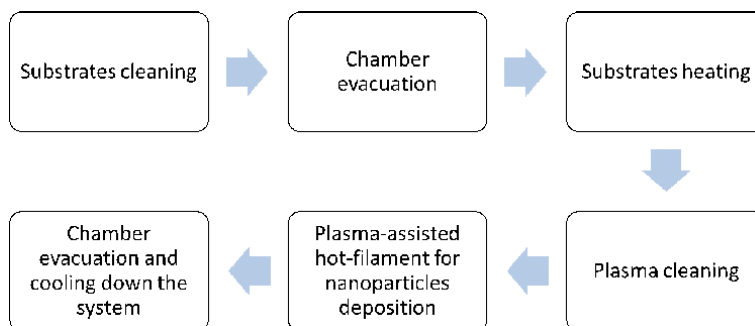 Substrates cleaning
Chamber
evacuation
Substrates heating
Chamber
evacuation and
cooling down the
system
Plasma-assisted
hot-filament for
nanoparticles
deposition
Plasma cleaning